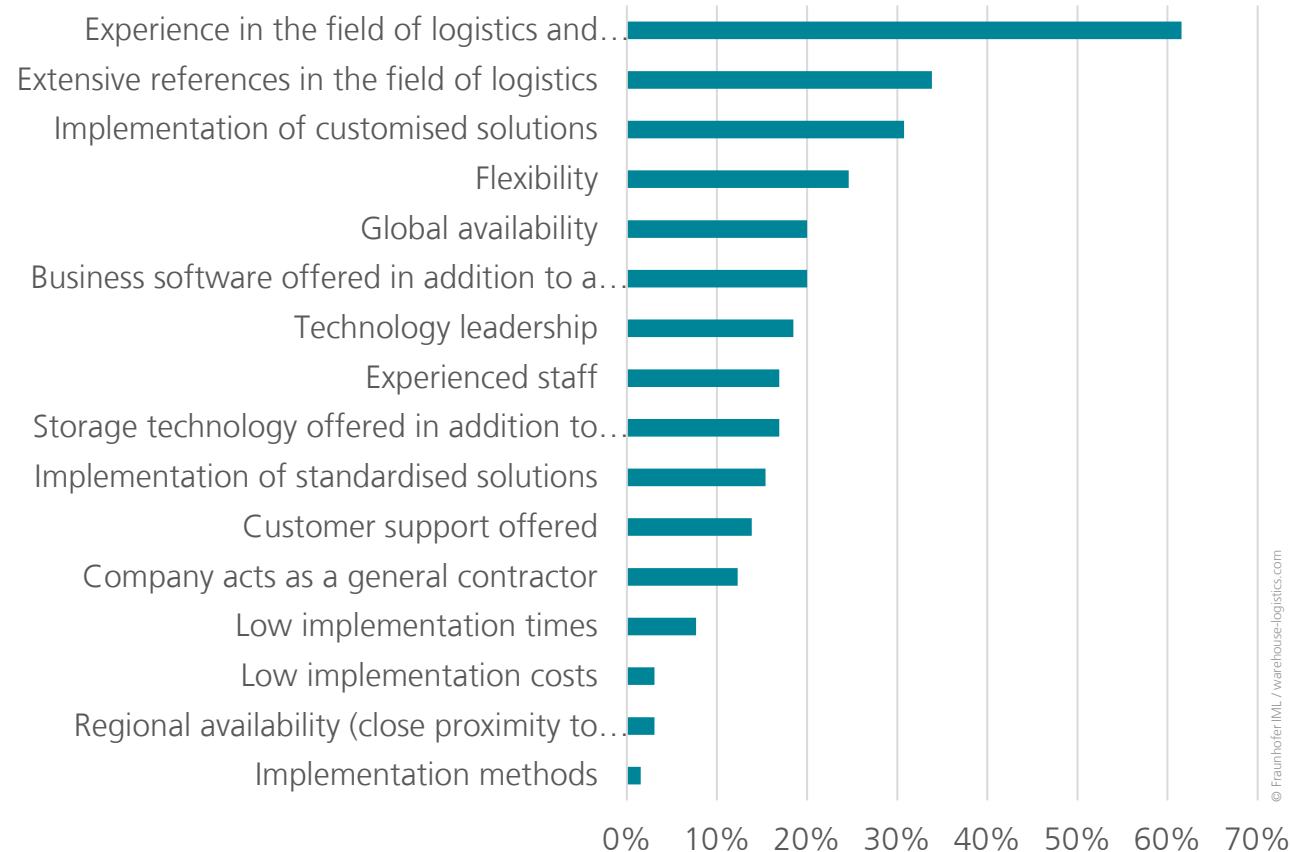 Experience in the field of logistics and…
Extensive references in the field of logistics
Implementation of customised solutions
Flexibility
Global availability
Business software offered in addition to a…
Technology leadership
Experienced staff
Storage technology offered in addition to…
Implementation of standardised solutions
Customer support offered
Company acts as a general contractor
Low implementation times
Low implementation costs
Regional availability (close proximity to…
Implementation methods
0% 10% 20% 30% 40% 50% 60% 70%
© Fraunhofer IML / warehouse-logistics.com